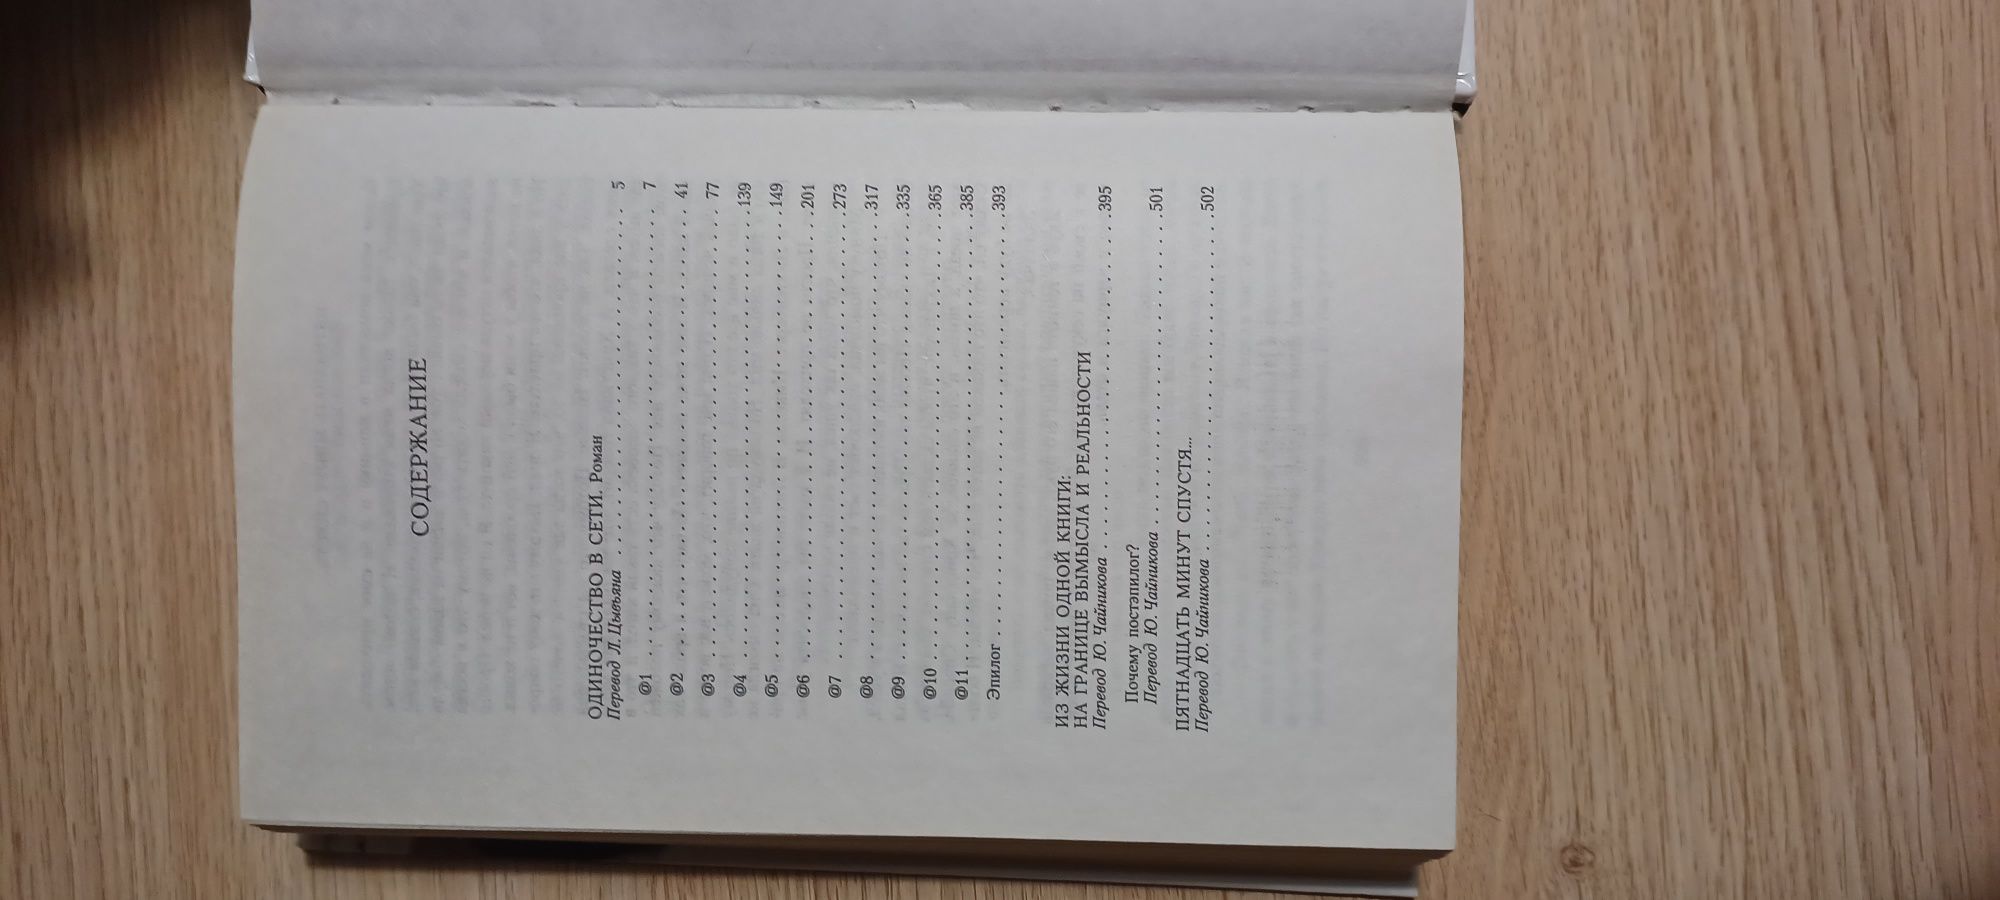 СОДЕРЖАНИЕ
ОДИНОЧЕСТВО В СЕТИ. Роман
Перевод Л. Цывьяна . . . . . . . . . . . . . . . . . . . . . . . . . . . . . . 5
@1 . . . . . . . . . . . . . . . . . . . . . . . . . . . . . . . . . . . . 7
@2 . . . . . . . . . . . . . . . . . . . . . . . . . . . . . . . . . . . . 41
@3 . . . . . . . . . . . . . . . . . . . . . . . . . . . . . . . . . . . . 77
@4 . . . . . . . . . . . . . . . . . . . . . . . . . . . . . . . . . . . .139
@5 . . . . . . . . . . . . . . . . . . . . . . . . . . . . . . . . . . . .149
@6 . . . . . . . . . . . . . . . . . . . . . . . . . . . . . . . . . . . .201
@7 . . . . . . . . . . . . . . . . . . . . . . . . . . . . . . . . . . . .273
@8 . . . . . . . . . . . . . . . . . . . . . . . . . . . . . . . . . . . .317
@9 . . . . . . . . . . . . . . . . . . . . . . . . . . . . . . . . . . . .335
@10 . . . . . . . . . . . . . . . . . . . . . . . . . . . . . . . . . . .365
@11 . . . . . . . . . . . . . . . . . . . . . . . . . . . . . . . . . . .385
Эпилог . . . . . . . . . . . . . . . . . . . . . . . . . . . . . . . . .393
ИЗ ЖИЗНИ ОДНОЙ КНИГИ:
НА ГРАНИЦЕ ВЫМЫСЛА И РЕАЛЬНОСТИ
Перевод Ю. Чайникова . . . . . . . . . . . . . . . . . . . . . . . . . . .395
Почему постэпилог?
Перевод Ю. Чайникова . . . . . . . . . . . . . . . . . . . . . . . . .501
ПЯТНАДЦАТЬ МИНУТ СПУСТЯ...
Перевод Ю. Чайникова . . . . . . . . . . . . . . . . . . . . . . . . . . .502